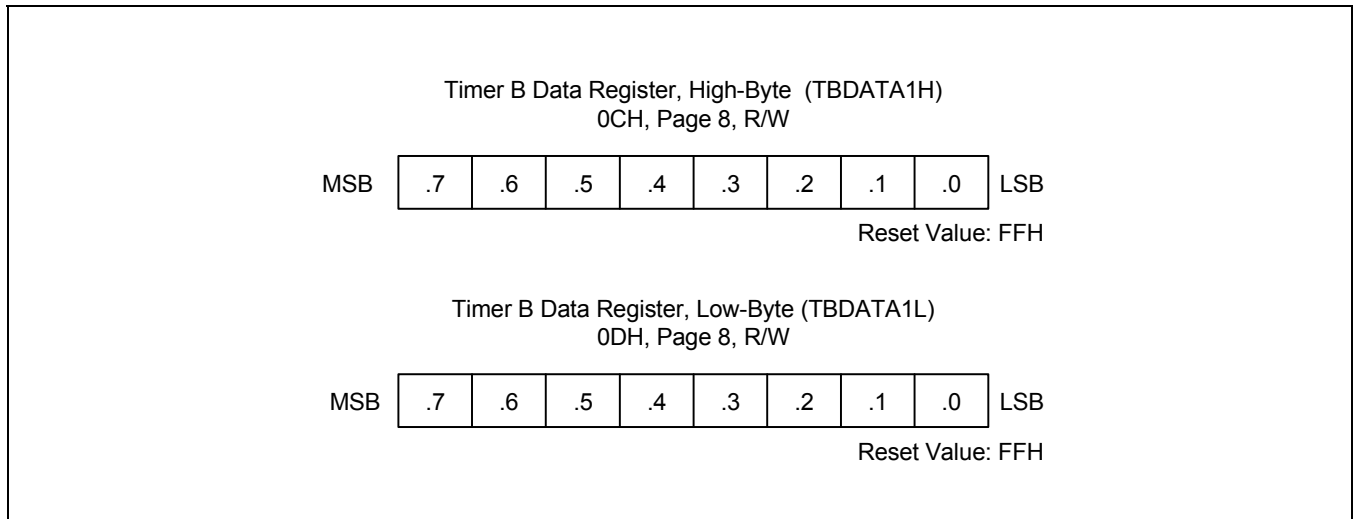 Timer B Data Register, High-Byte (TBDATA1H)
0CH, Page 8, R/W
MSB .7 .6 .5 .4 .3 .2 .1 .0 LSB
Reset Value: FFH
Timer B Data Register, Low-Byte (TBDATA1L)
0DH, Page 8, R/W
MSB .7 .6 .5 .4 .3 .2 .1 .0 LSB
Reset Value: FFH